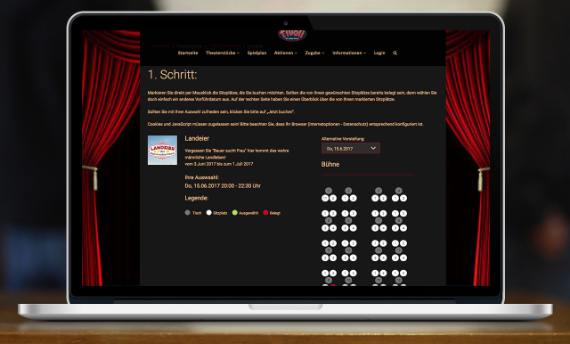 Tivoli
Startseite Theaterstücke Spielplan Aktionen Zugabe Informationen Login
1. Schritt:
Markieren Sie direkt per Mausklick die Sitzplätze, die Sie buchen möchten. Sollten die von Ihnen gewünschten Sitzplätze bereits belegt sein, dann wählen Sie
doch einfach ein anderes Vorführdatum aus. Auf der rechten Seite haben Sie einen Überblick über die von Ihnen markierten Sitzplätze.
Sollten Sie mit Ihrer Auswahl zufrieden sein, klicken Sie bitte auf „Jetzt buchen“.
Cookies und JavaScript müssen zugelassen sein! Bitte beachten Sie, dass Ihr Browser (Internetoptionen - Datenschutz) entsprechend konfiguriert ist.
LANDEIER
Landeier
Vergessen Sie "Bauer sucht Frau" hier kommt das wahre
männliche Landleben!
vom 3.Juni 2017 bis zum 1.Juli 2017
Ihre Auswahl:
Do, 15.06.2017 20:00 - 22:30 Uhr
Legende:
Tisch Sitzplatz Ausgewählt Belegt
Alternative Vorstellung:
Do, 15.6.2017
Bühne